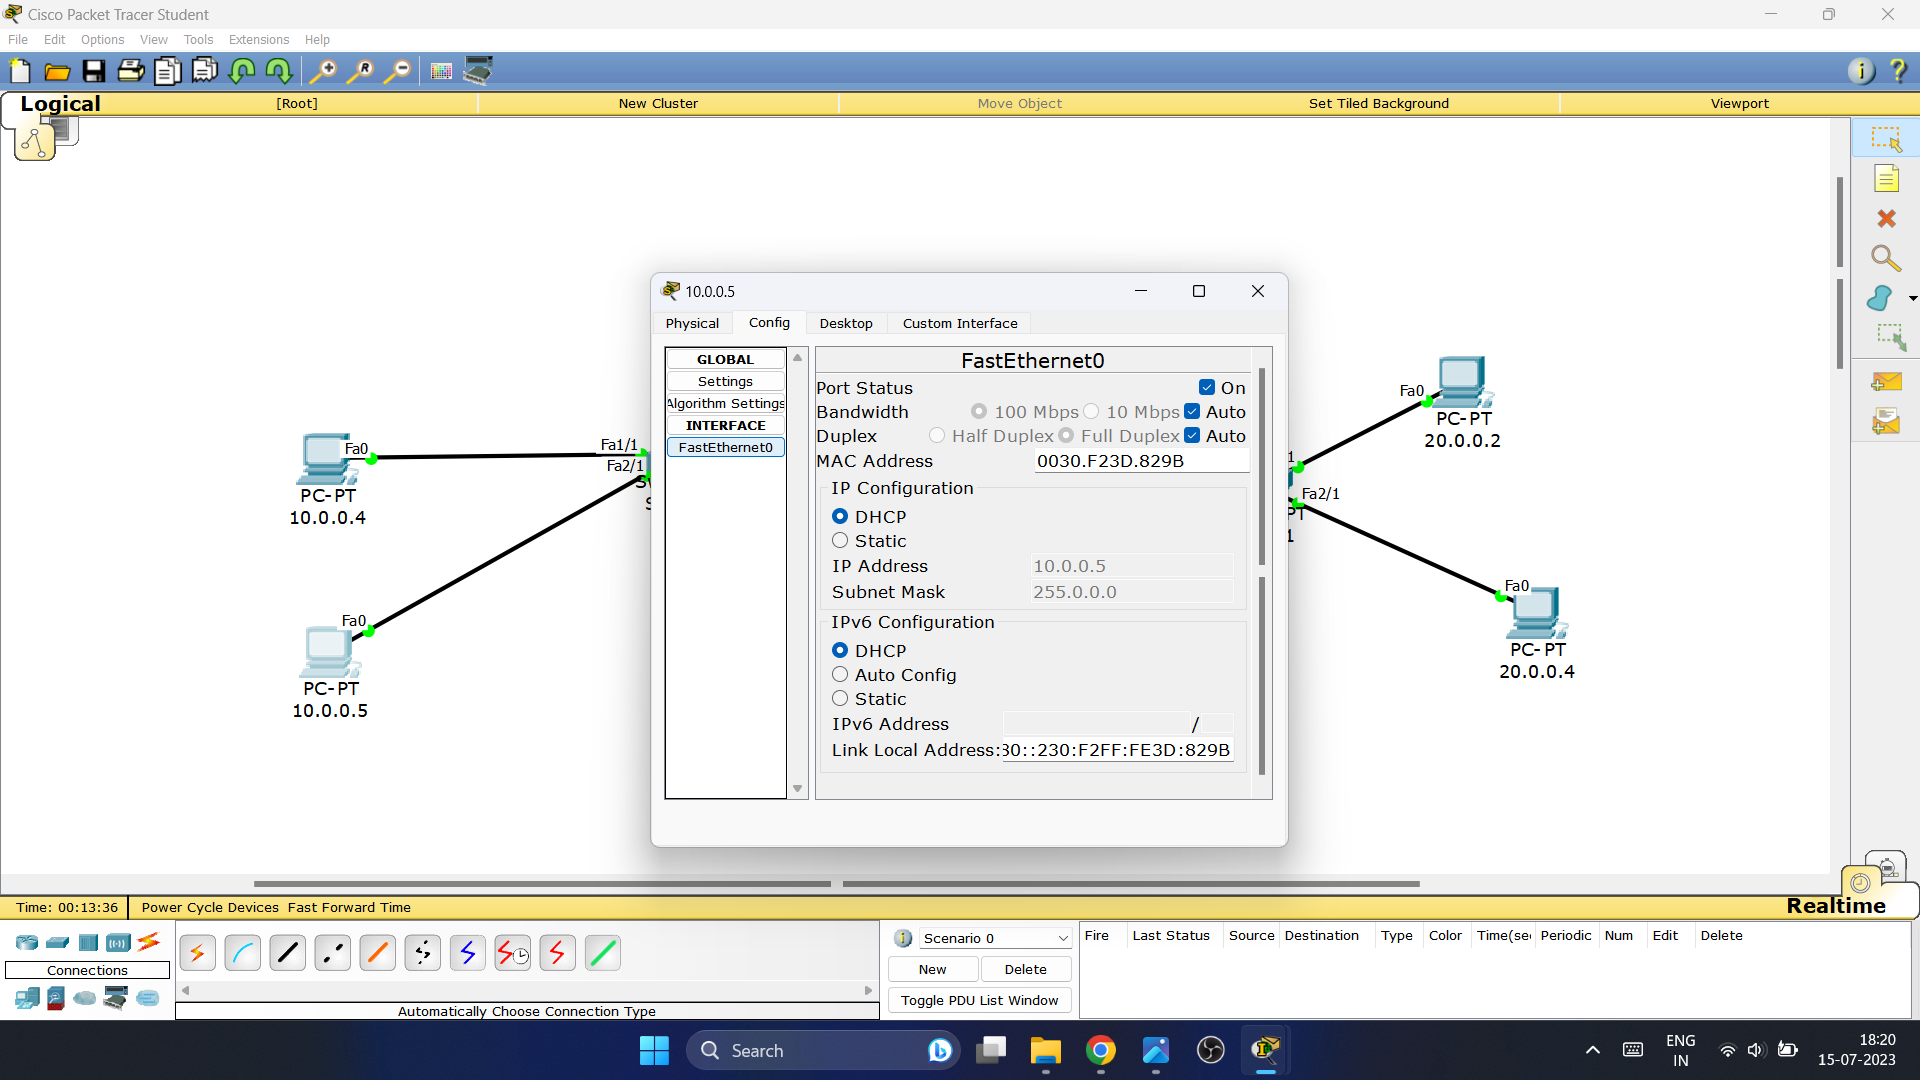 Cisco Packet Tracer Student
File Edit Options View Tools Extensions Help
Logical [Root] New Cluster Move Object Set Tiled Background Viewport
10.0.0.5
Physical Config Desktop Custom Interface
GLOBAL
Settings
Algorithm Settings
INTERFACE
FastEthernet0
FastEthernet0
Port Status On
Bandwidth 100 Mbps 10 Mbps Auto
Duplex Half Duplex Full Duplex Auto
MAC Address 0030.F23D.829B
IP Configuration
DHCP
Static
IP Address 10.0.0.5
Subnet Mask 255.0.0.0
IPv6 Configuration
DHCP
Auto Config
Static
IPv6 Address /
Link Local Address: 30::230:F2FF:FE3D:829B
Fa0
PC-PT
10.0.0.4
Fa1/1
Fa2/1
Fa0
PC-PT
10.0.0.5
Fa0
PC-PT
20.0.0.2
1
Fa2/1
PT
1
Fa0
PC-PT
20.0.0.4
Time: 00:13:36 Power Cycle Devices Fast Forward Time
Realtime
Connections
Automatically Choose Connection Type
Scenario 0
New Delete
Toggle PDU List Window
Fire Last Status Source Destination Type Color Time(sec Periodic Num Edit Delete
Search
ENG
IN
18:20
15-07-2023